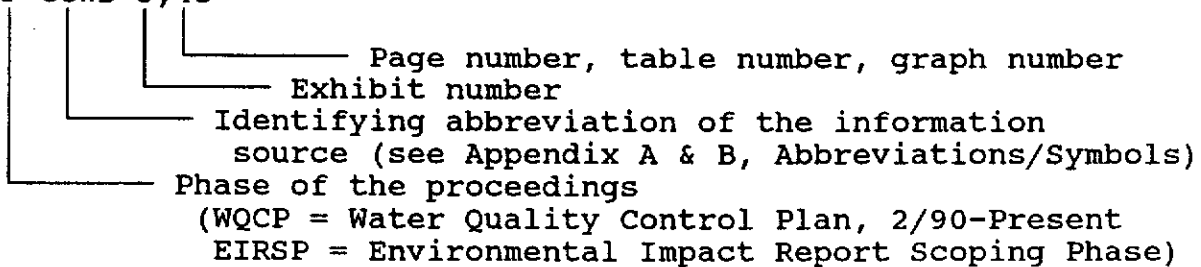 Page number, table number, graph number
Exhibit number
Identifying abbreviation of the information
source (see Appendix A & B, Abbreviations/Symbols)
Phase of the proceedings
(WQCP = Water Quality Control Plan, 2/90-Present
EIRSP = Environmental Impact Report Scoping Phase)